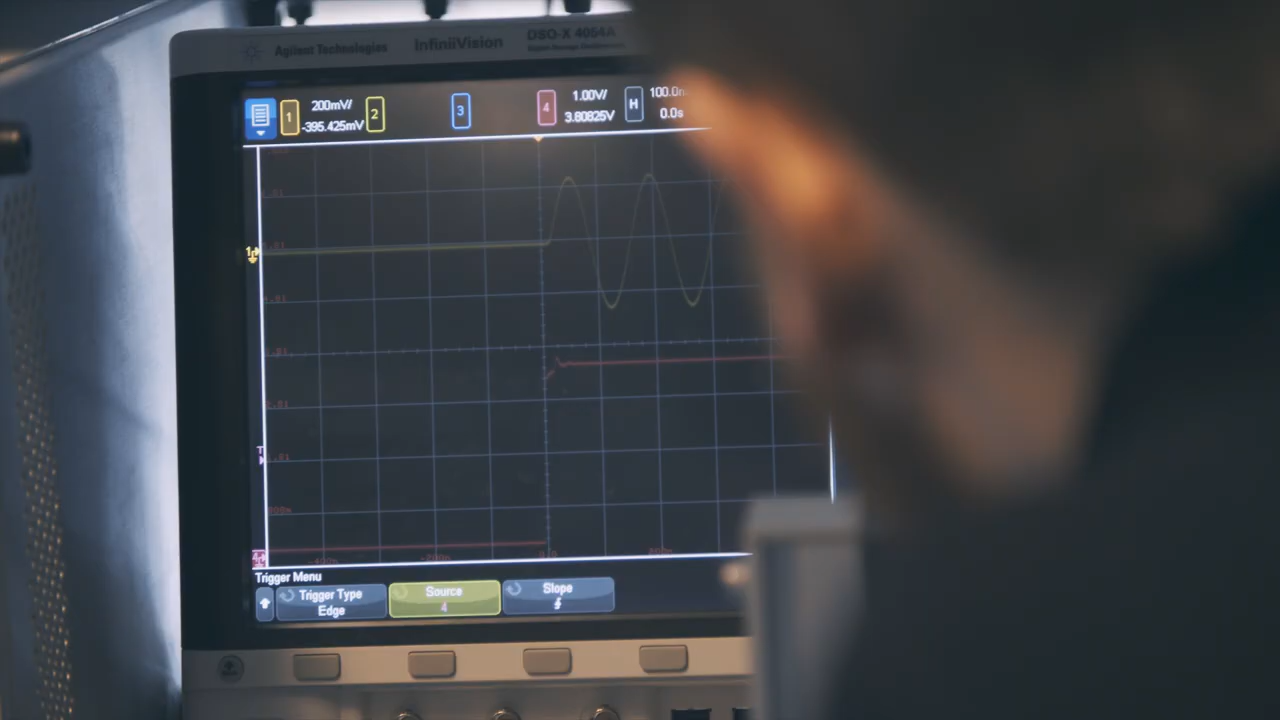 Agilent Technologies InfiniiVision DSO-X 4054A
1 200mV/ 2 3 4 1.00V/ H 100.0n
-395.425mV 3.80825V 0.0s
Trigger Menu
Trigger Type Source Slope
Edge 4